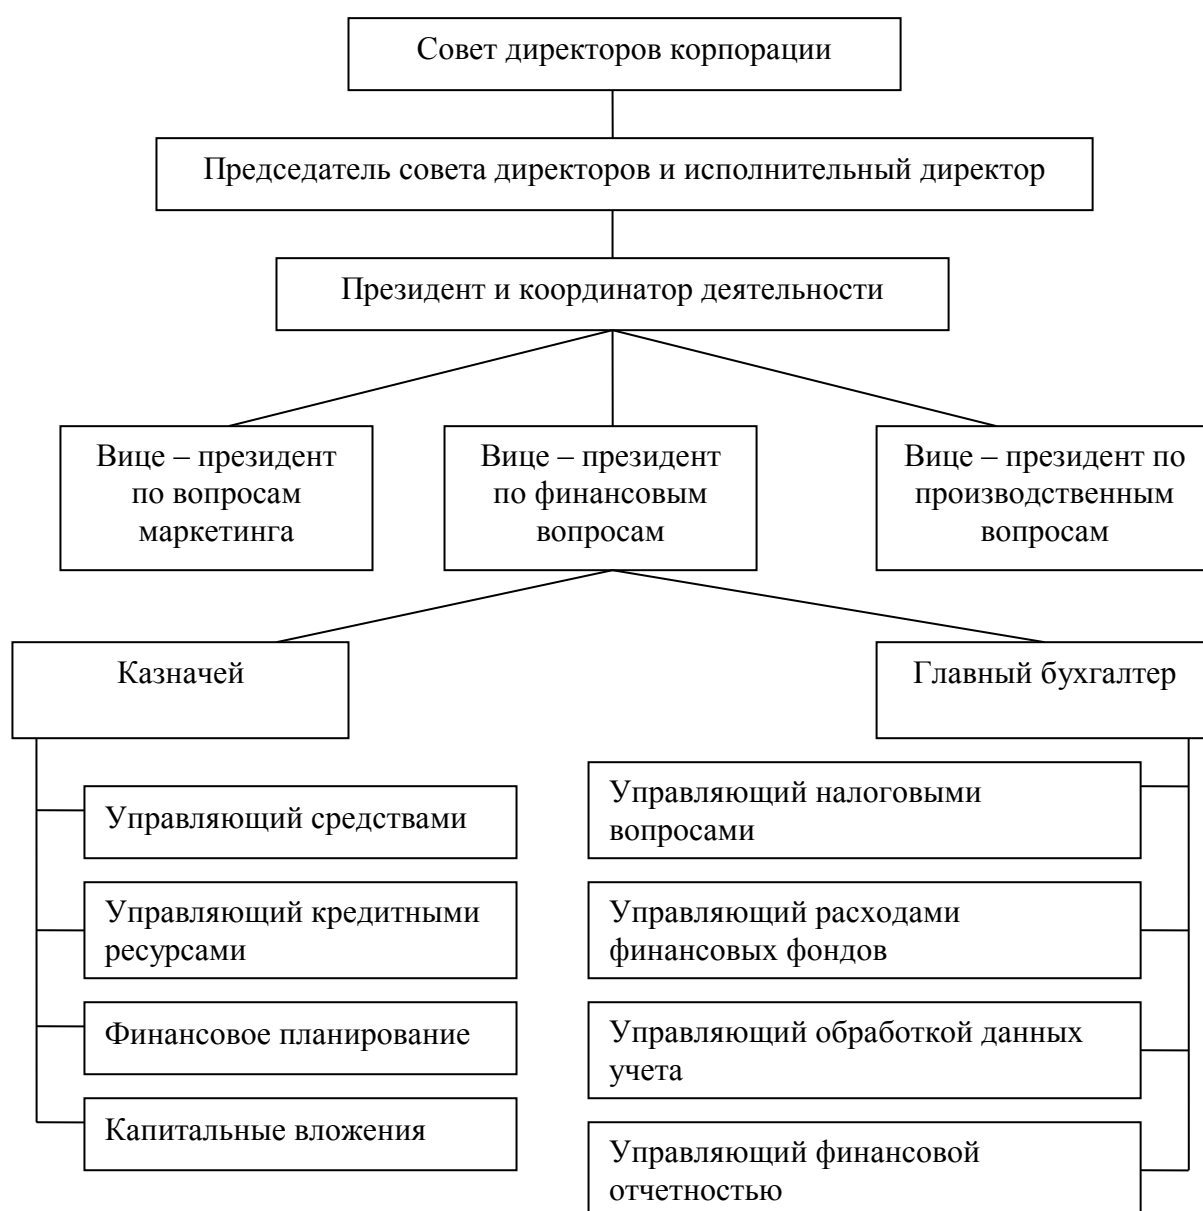 Совет директоров корпорации
Председатель совета директоров и исполнительный директор
Президент и координатор деятельности
Вице – президент
по вопросам
маркетинга
Вице – президент
по финансовым
вопросам
Вице – президент по
производственным
вопросам
Казначей
Главный бухгалтер
Управляющий средствами
Управляющий кредитными
ресурсами
Финансовое планирование
Капитальные вложения
Управляющий налоговыми
вопросами
Управляющий расходами
финансовых фондов
Управляющий обработкой данных
учета
Управляющий финансовой
отчетностью